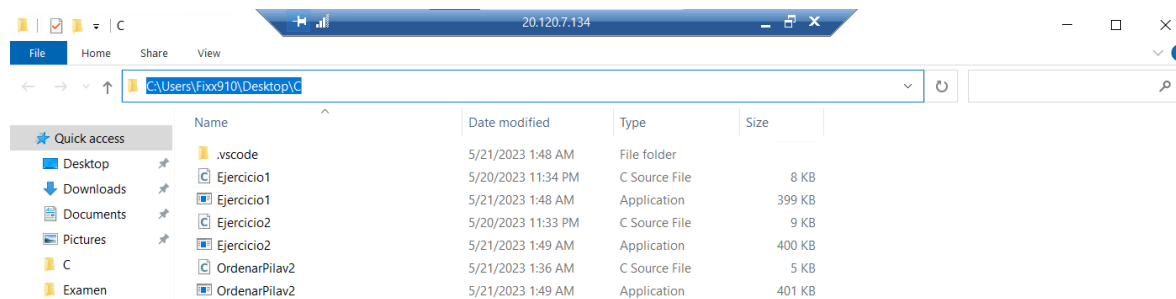 C
20.120.7.134
File Home Share View
C:\Users\Fixx910\Desktop\C
Name Date modified Type Size
Quick access
.vscode 5/21/2023 1:48 AM File folder
Desktop
Ejercicio1 5/20/2023 11:34 PM C Source File 8 KB
Downloads
Ejercicio1 5/21/2023 1:48 AM Application 399 KB
Documents
Ejercicio2 5/20/2023 11:33 PM C Source File 9 KB
Pictures
Ejercicio2 5/21/2023 1:49 AM Application 400 KB
C
OrdenarPilav2 5/21/2023 1:36 AM C Source File 5 KB
Examen
OrdenarPilav2 5/21/2023 1:49 AM Application 401 KB